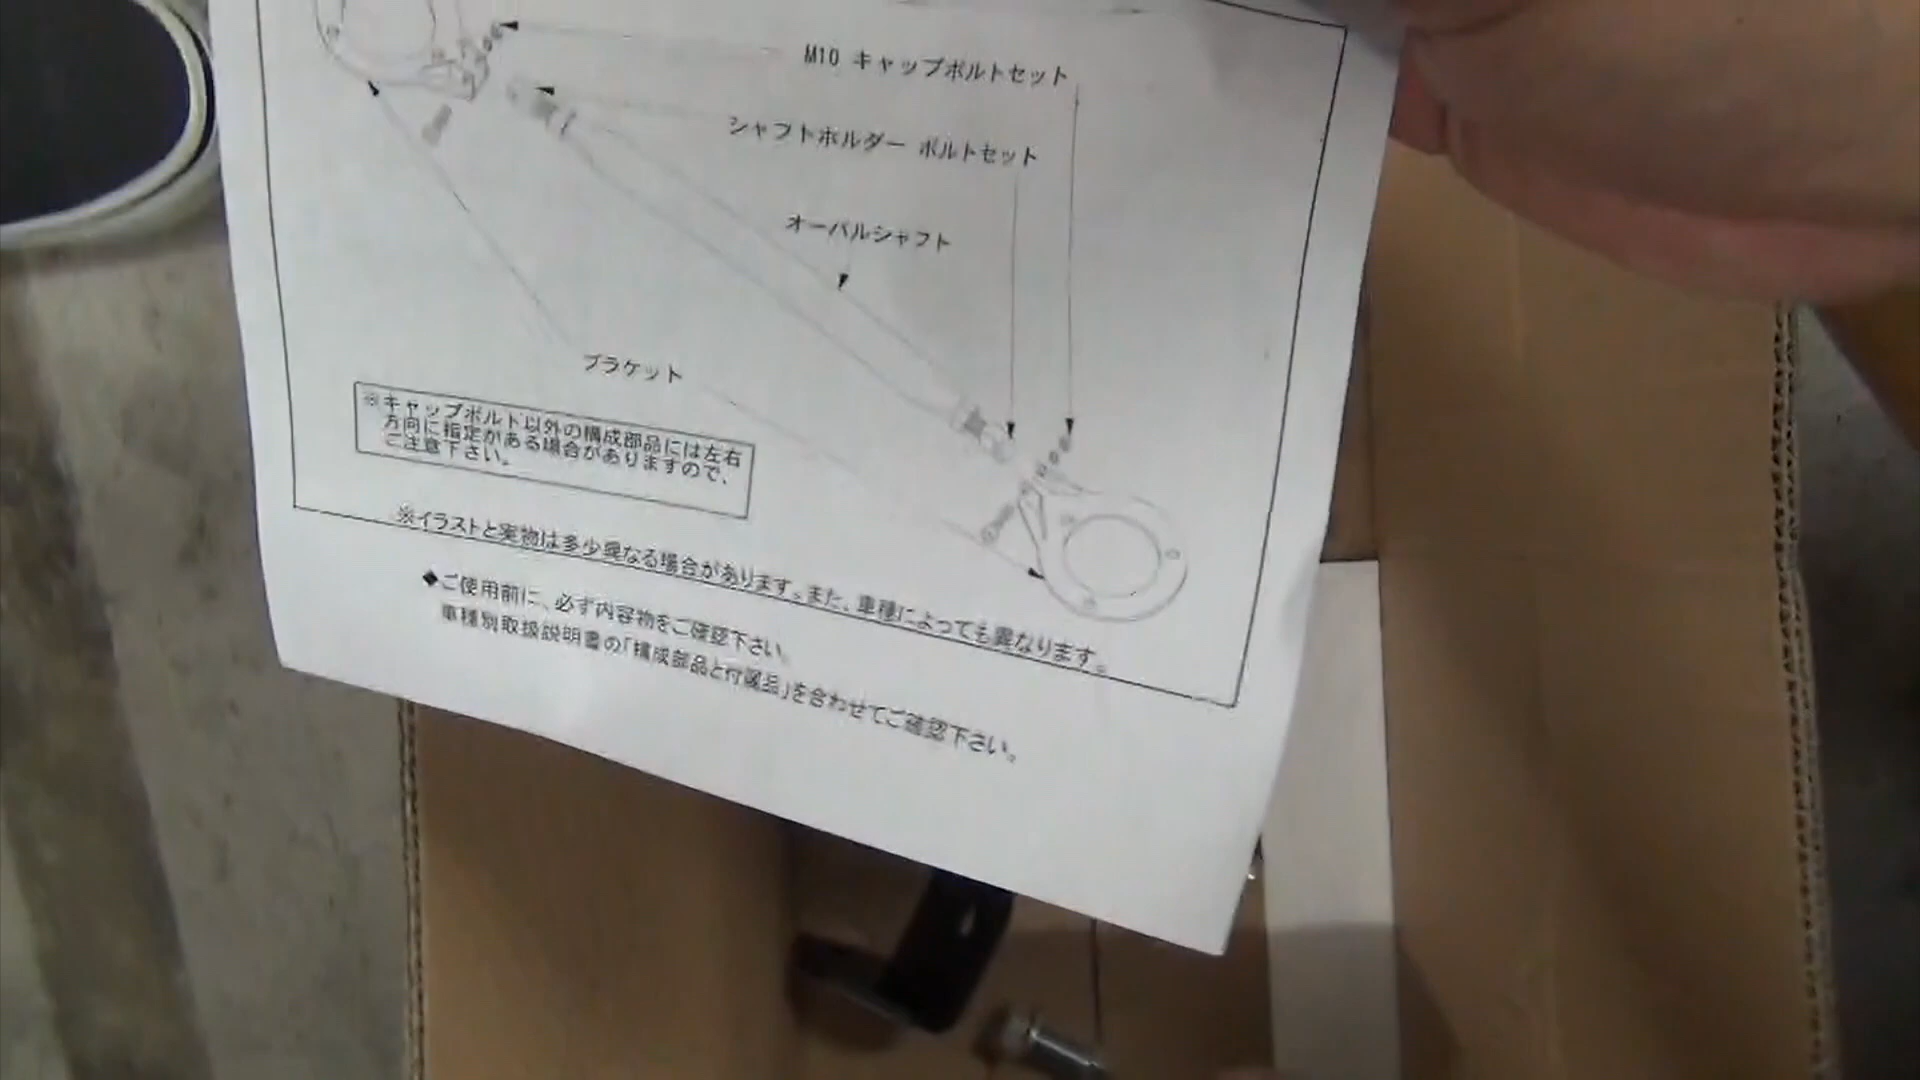 M10 キャップボルトセット
シャフトホルダー ボルトセット
オーバルシャフト
ブラケット
※キャップボルト以外の構成部品には左右
方向に指定がある場合がありますので、
ご注意下さい。
※イラストと実物は多少異なる場合があります。また、車種によっても異なります。
◆ご使用前に、必ず内容物をご確認下さい。
車種別取扱説明書の「構成部品と付属品」を合わせてご確認下さい。